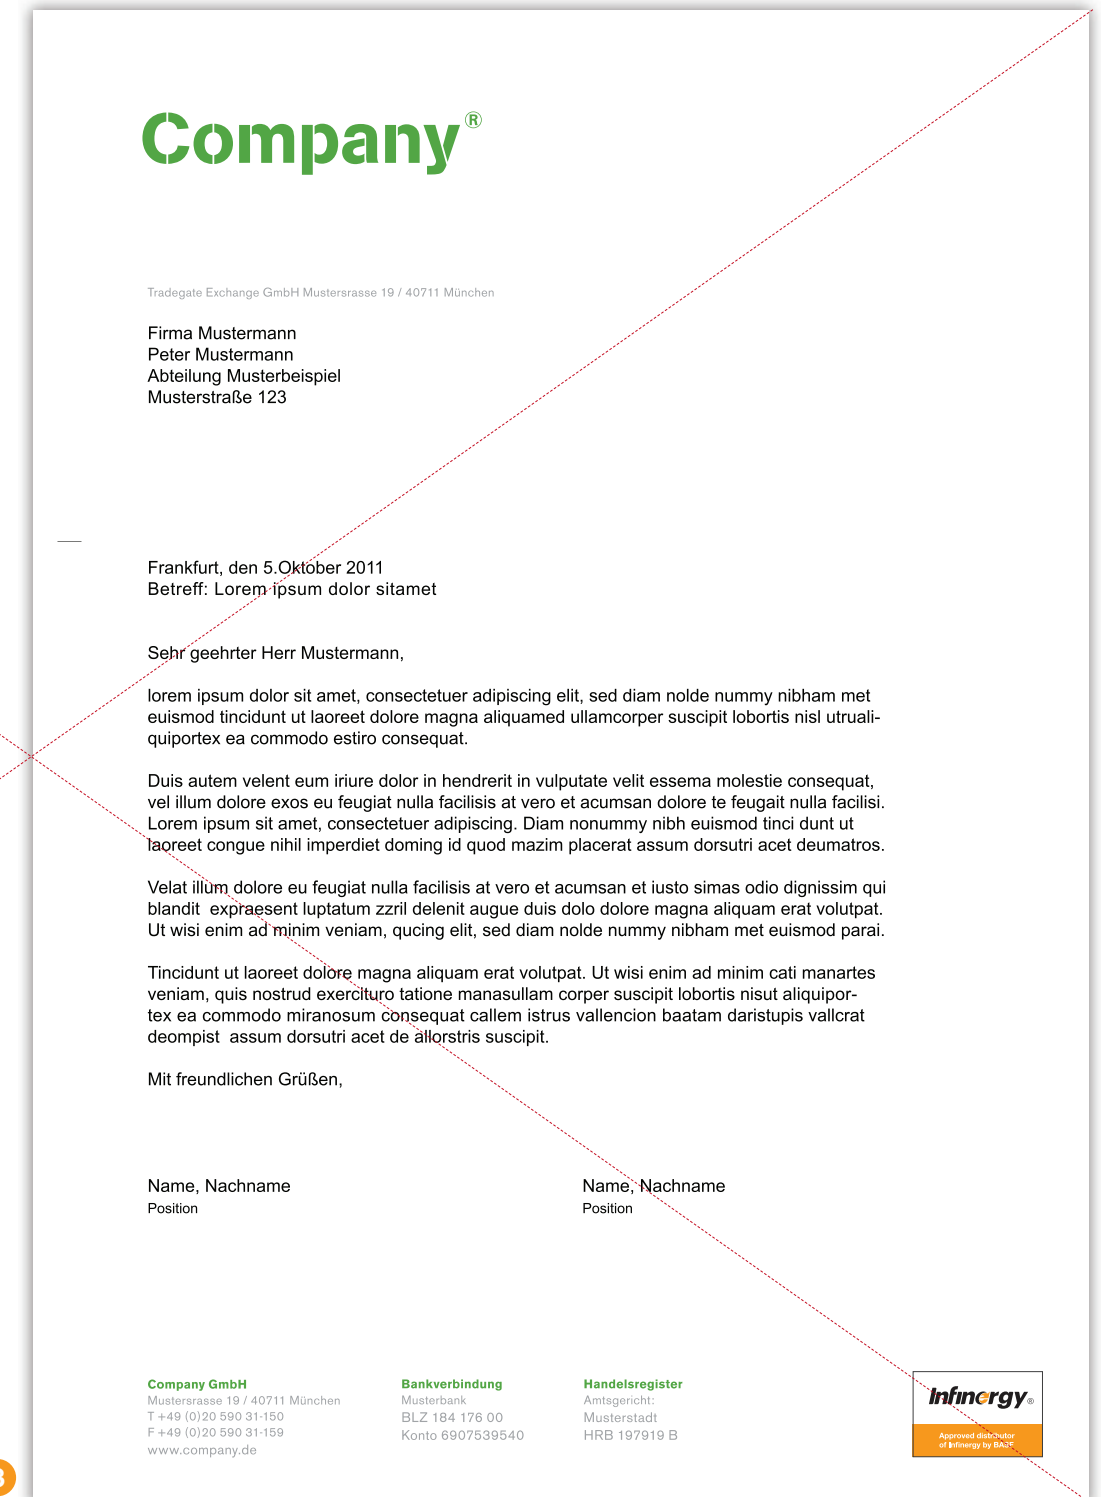 Company®
Tradegate Exchange GmbH Mustersrasse 19 / 40711 München
Firma Mustermann
Peter Mustermann
Abteilung Musterbeispiel
Musterstraße 123
Frankfurt, den 5.Oktober 2011
Betreff: Lorem ipsum dolor sitamet
Sehr geehrter Herr Mustermann,
lorem ipsum dolor sit amet, consectetuer adipiscing elit, sed diam nolde nummy nibham met
euismod tincidunt ut laoreet dolore magna aliquamed ullamcorper suscipit lobortis nisl utruali-
quiportex ea commodo estiro consequat.
Duis autem velent eum iriure dolor in hendrerit in vulputate velit essema molestie consequat,
vel illum dolore exos eu feugiat nulla facilisis at vero et acumsan dolore te feugait nulla facilisi.
Lorem ipsum sit amet, consectetuer adipiscing. Diam nonummy nibh euismod tinci dunt ut
laoreet congue nihil imperdiet doming id quod mazim placerat assum dorsutri acet deumatros.
Velat illum dolore eu feugiat nulla facilisis at vero et acumsan et iusto simas odio dignissim qui
blandit  expraesent luptatum zzril delenit augue duis dolo dolore magna aliquam erat volutpat.
Ut wisi enim ad minim veniam, qucing elit, sed diam nolde nummy nibham met euismod parai.
Tincidunt ut laoreet dolore magna aliquam erat volutpat. Ut wisi enim ad minim cati manartes
veniam, quis nostrud exercituro tatione manasullam corper suscipit lobortis nisut aliquipor-
tex ea commodo miranosum consequat callem istrus vallencion baatam daristupis vallcrat
deompist  assum dorsutri acet de allorstris suscipit.
Mit freundlichen Grüßen,
Name, Nachname
Position
Name, Nachname
Position
Company GmbH
Mustersrasse 19 / 40711 München
T +49 (0)20 590 31-150
F +49 (0)20 590 31-159
www.company.de
Bankverbindung
Musterbank
BLZ 184 176 00
Konto 6907539540
Handelsregister
Amtsgericht:
Musterstadt
HRB 197919 B
Infinergy®
Approved distributor
of Infinergy by BASF